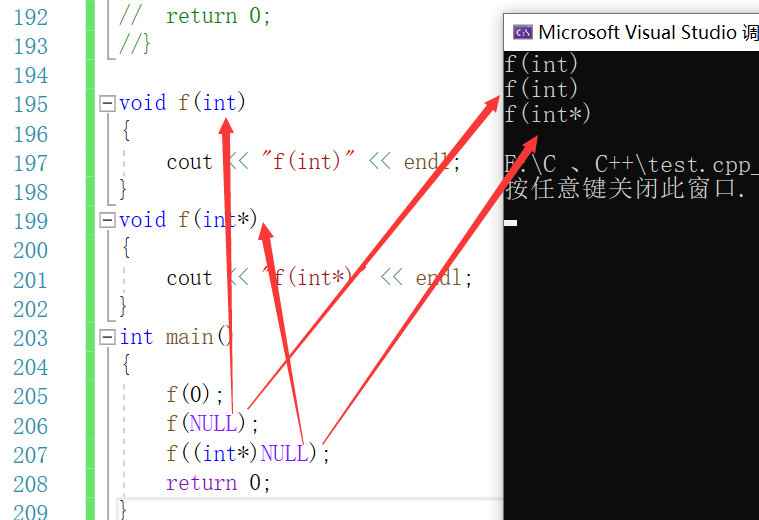 192 // return 0;
193 //}
194
195 void f(int)
196 {
197 cout << "f(int)" << endl;
198 }
199 void f(int*)
200 {
201 cout << "f(int*)" << endl;
202 }
203 int main()
204 {
205 f(0);
206 f(NULL);
207 f((int*)NULL);
208 return 0;
209 }
Microsoft Visual Studio 调
f(int)
f(int)
f(int*)
E:\C 、C++\test.cpp_
按任意键关闭此窗口.